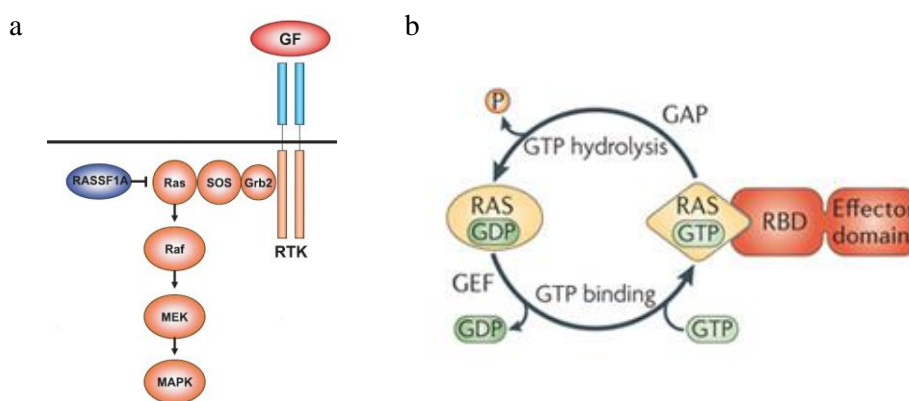 a
GF
RASSF1A
Ras
SOS
Grb2
RTK
Raf
MEK
MAPK
b
P
GAP
GTP hydrolysis
RAS
GDP
RAS
GTP
RBD
Effector
domain
GEF
GTP binding
GDP
GTP